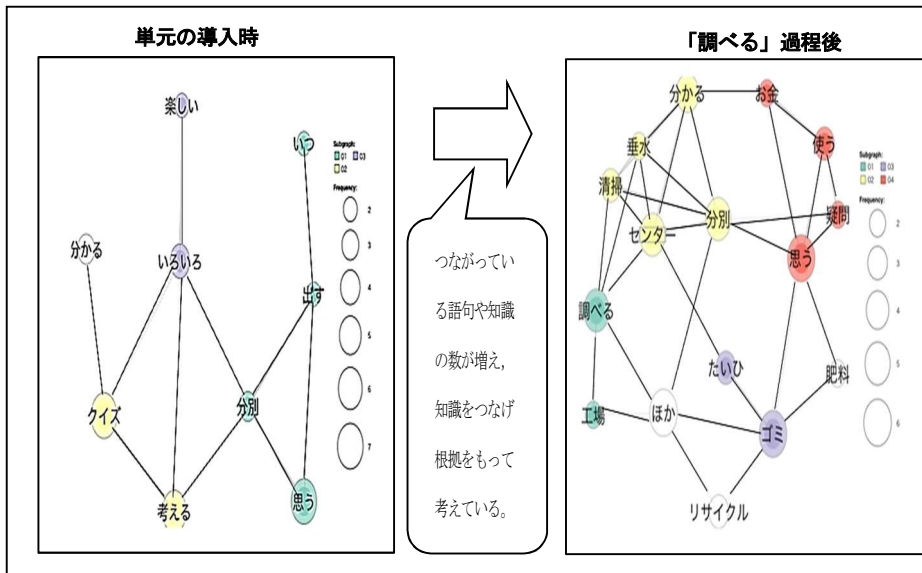 単元の導入時
「調べる」過程後
楽しい
いつ
Subgraph:
01 03
02
Frequency:
2
3
4
5
6
7
分かる
いろいろ
出す
クイズ
分別
考える
思う
つながってい
る語句や知識
の数が増え,
知識をつなげ
根拠をもって
考えている。
分かる
お金
垂水
使う
清掃
Subgraph:
01 03
02 04
Frequency:
2
3
4
5
6
分別
疑問
センター
思う
調べる
たいひ
肥料
工場
ほか
ゴミ
リサイクル